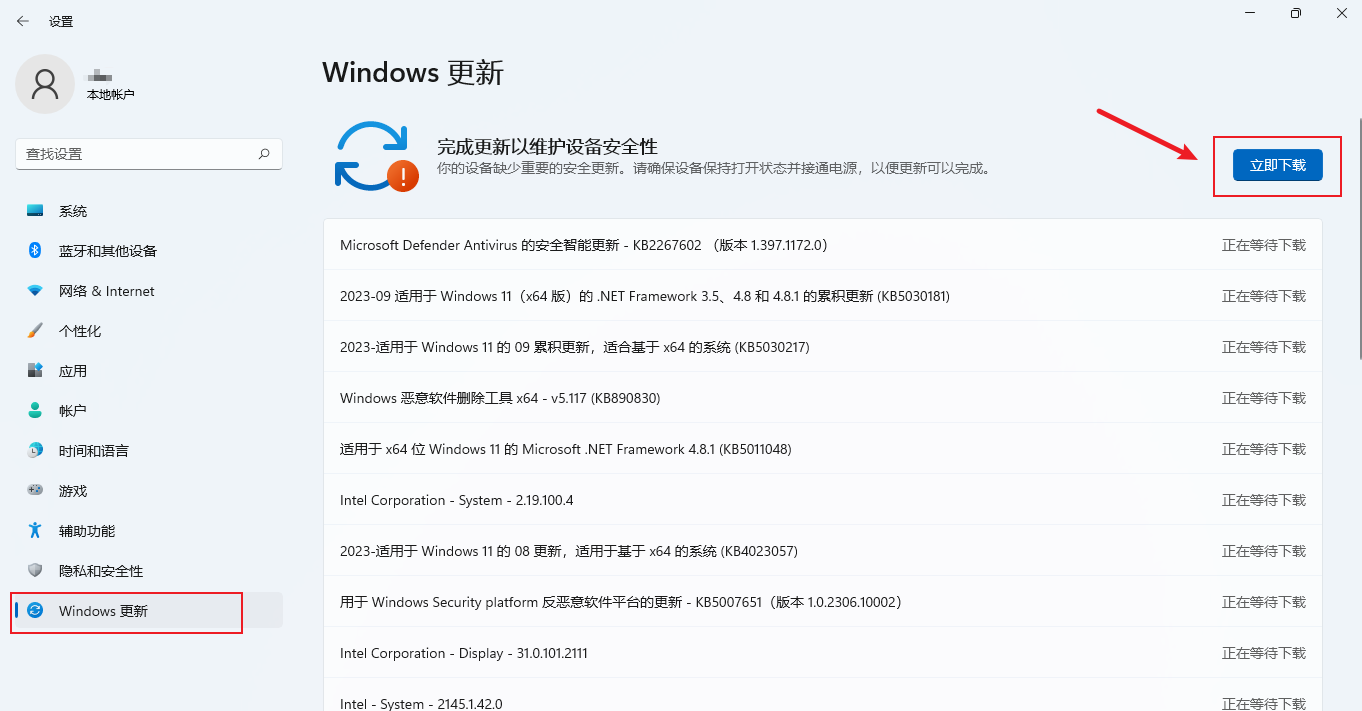 设置
本地帐户
查找设置
系统
蓝牙和其他设备
网络 & Internet
个性化
应用
帐户
时间和语言
游戏
辅助功能
隐私和安全性
Windows 更新
Windows 更新
完成更新以维护设备安全性
你的设备缺少重要的安全更新。请确保设备保持打开状态并接通电源，以便更新可以完成。
立即下载
Microsoft Defender Antivirus 的安全智能更新 - KB2267602 （版本 1.397.1172.0） 正在等待下载
2023-09 适用于 Windows 11（x64 版）的 .NET Framework 3.5、4.8 和 4.8.1 的累积更新 (KB5030181) 正在等待下载
2023-适用于 Windows 11 的 09 累积更新，适合基于 x64 的系统 (KB5030217) 正在等待下载
Windows 恶意软件删除工具 x64 - v5.117 (KB890830) 正在等待下载
适用于 x64 位 Windows 11 的 Microsoft .NET Framework 4.8.1 (KB5011048) 正在等待下载
Intel Corporation - System - 2.19.100.4 正在等待下载
2023-适用于 Windows 11 的 08 更新，适用于基于 x64 的系统 (KB4023057) 正在等待下载
用于 Windows Security platform 反恶意软件平台的更新 - KB5007651（版本 1.0.2306.10002） 正在等待下载
Intel Corporation - Display - 31.0.101.2111 正在等待下载
Intel - System - 2145.1.42.0 正在等待下载